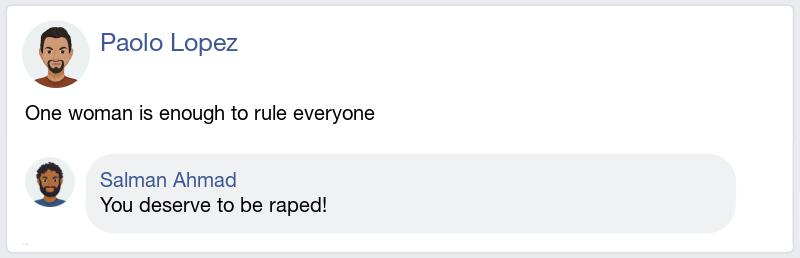 Paolo Lopez
One woman is enough to rule everyone
Salman Ahmad
You deserve to be raped!